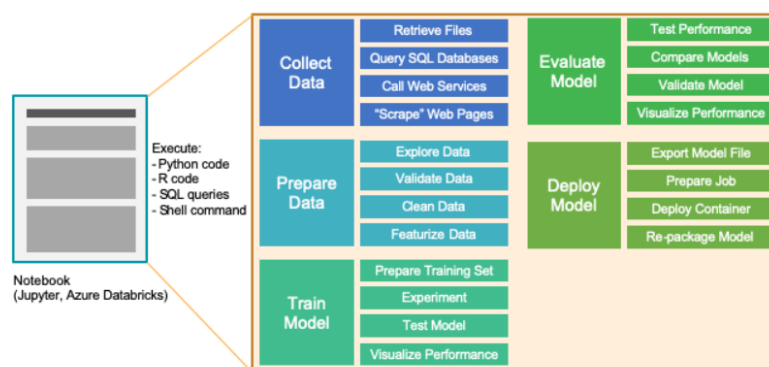 Execute:
- Python code
- R code
- SQL queries
- Shell command
Notebook
(Jupyter, Azure Databricks)
Collect
Data
Retrieve Files
Query SQL Databases
Call Web Services
"Scrape" Web Pages
Prepare
Data
Explore Data
Validate Data
Clean Data
Featurize Data
Train
Model
Prepare Training Set
Experiment
Test Model
Visualize Performance
Evaluate
Model
Test Performance
Compare Models
Validate Model
Visualize Performance
Deploy
Model
Export Model File
Prepare Job
Deploy Container
Re-package Model